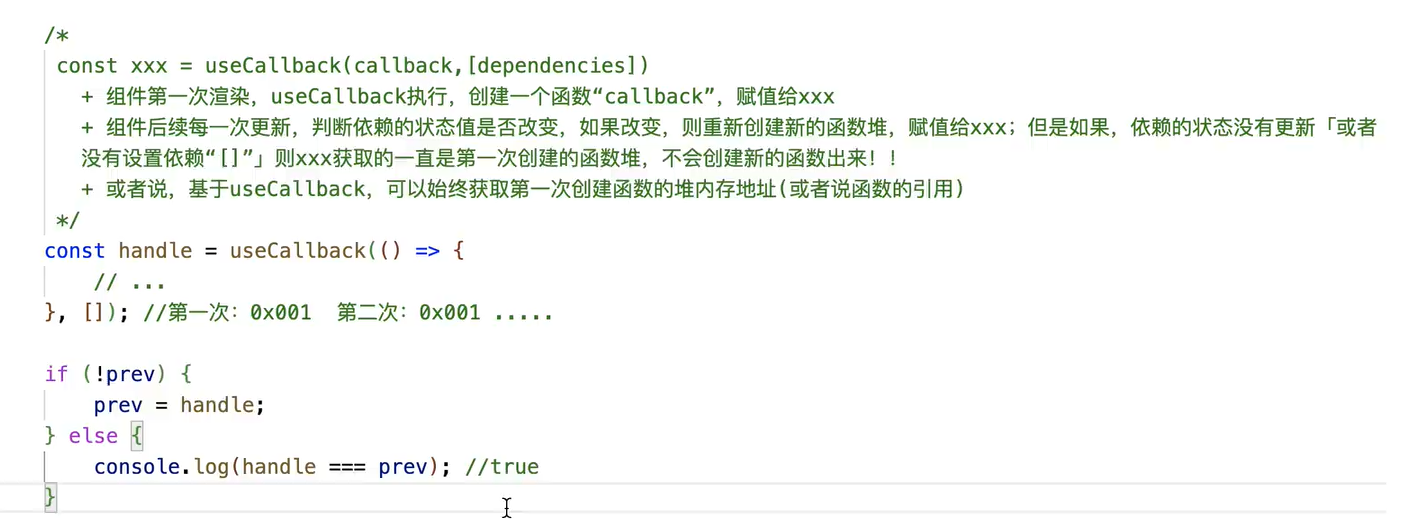 /*
const xxx = useCallback(callback,[dependencies])
+ 组件第一次渲染，useCallback执行，创建一个函数“callback”，赋值给xxx
+ 组件后续每一次更新，判断依赖的状态值是否改变，如果改变，则重新创建新的函数堆，赋值给xxx；但是如果，依赖的状态没有更新「或者
没有设置依赖“[]”」则xxx获取的一直是第一次创建的函数堆，不会创建新的函数出来！！
+ 或者说，基于useCallback，可以始终获取第一次创建函数的堆内存地址(或者说函数的引用)
*/
const handle = useCallback(() => {
// ...
}, []); //第一次：0x001  第二次：0x001 .....
if (!prev) {
prev = handle;
} else {
console.log(handle === prev); //true
}